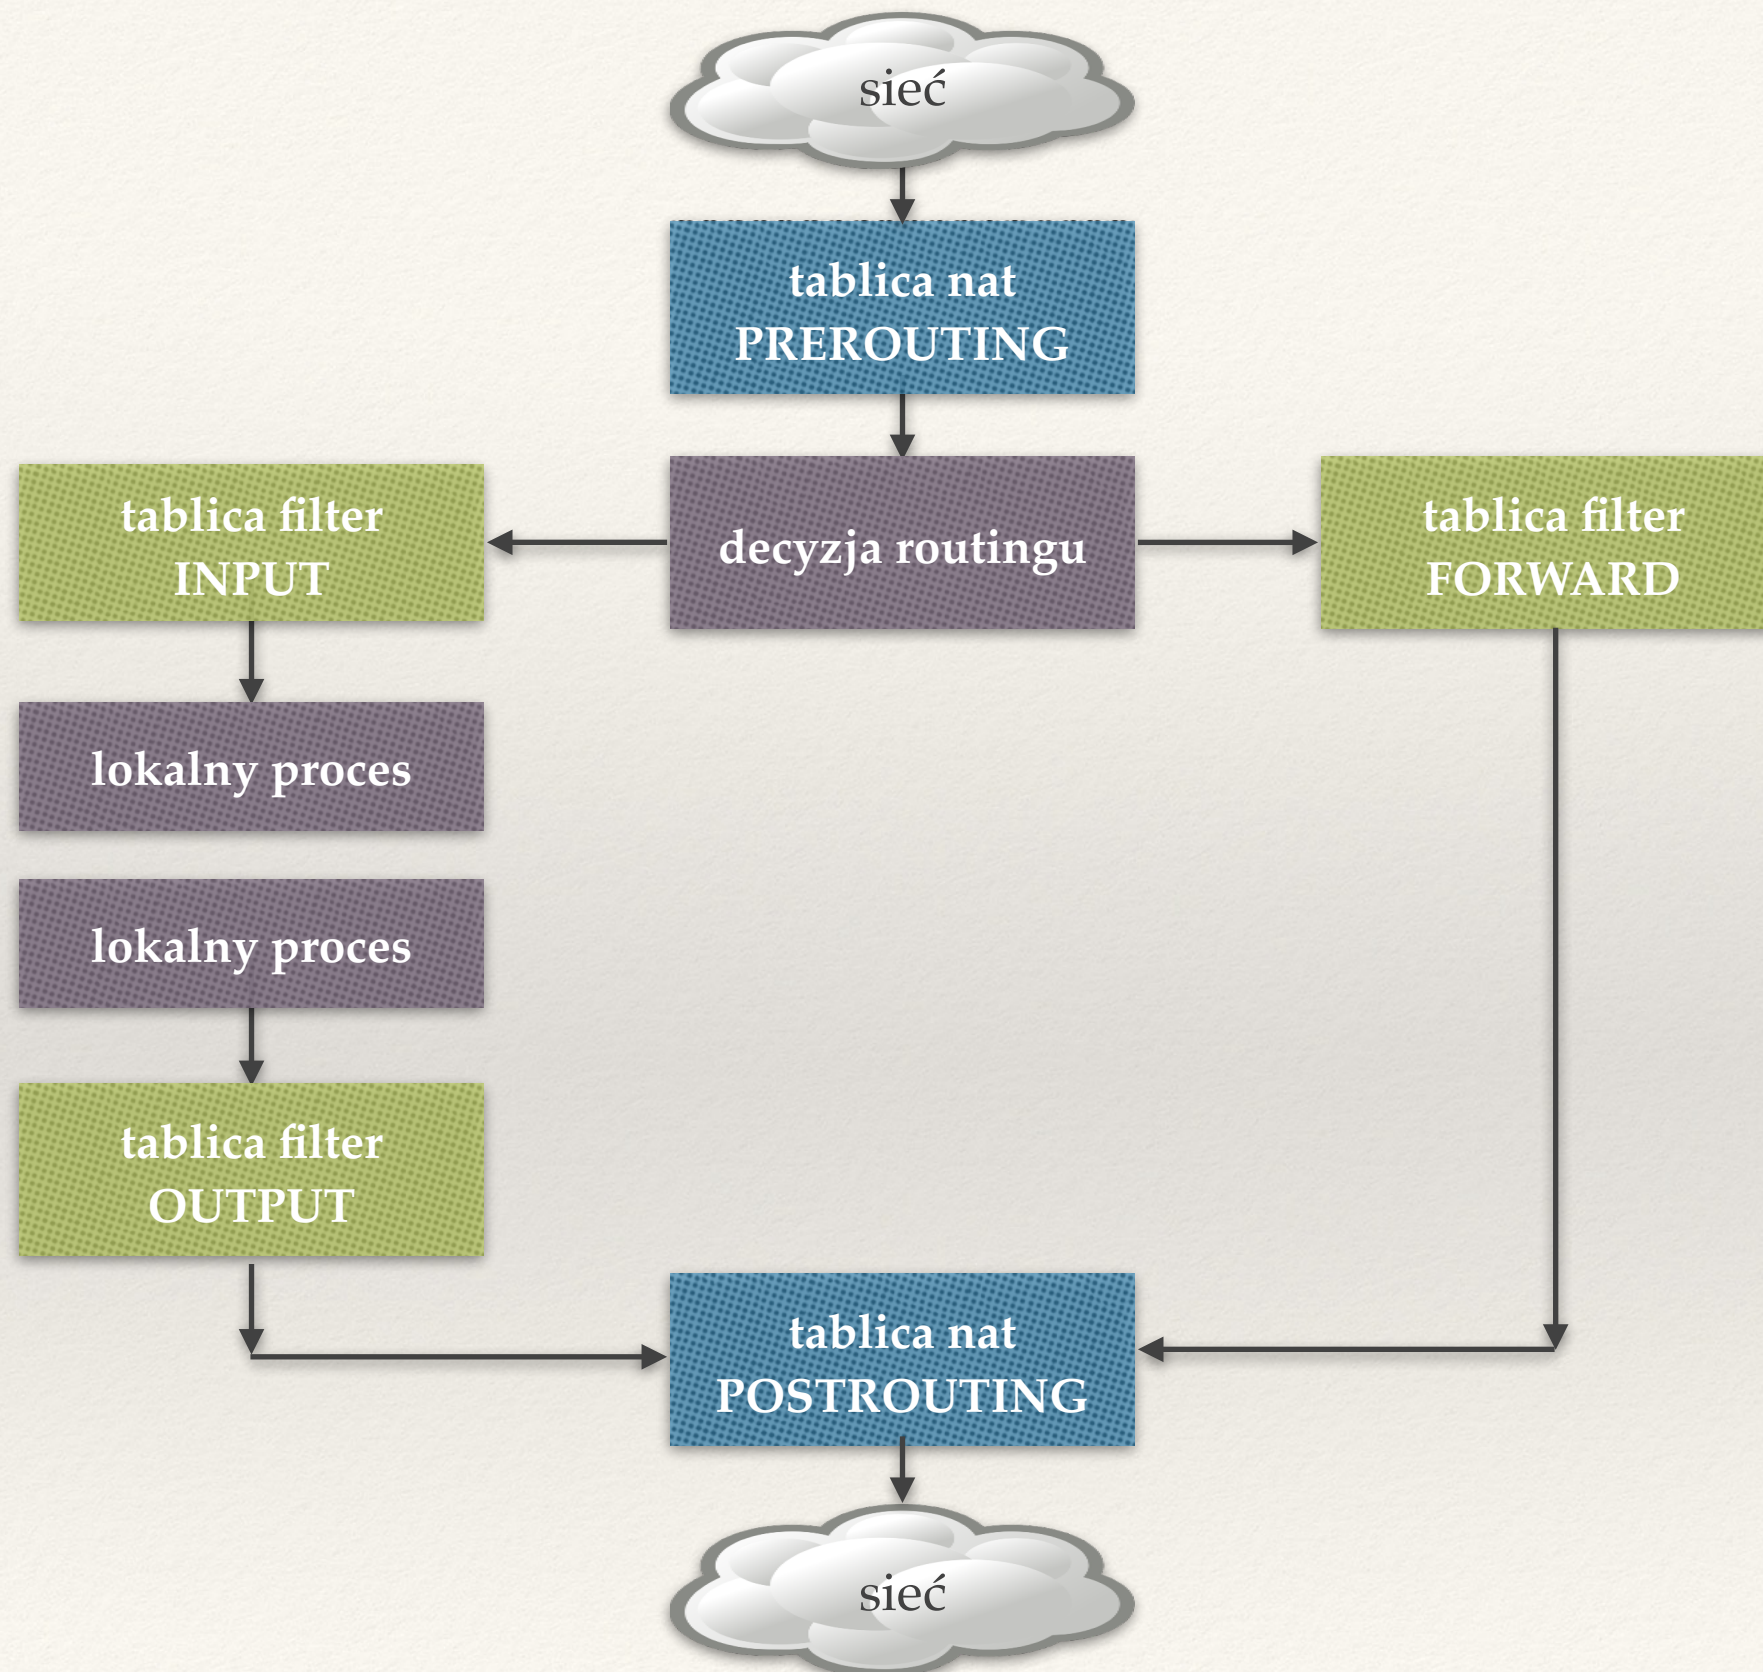 sieć
tablica nat
PREROUTING
tablica filter
INPUT
decyzja routingu
tablica filter
FORWARD
lokalny proces
lokalny proces
tablica filter
OUTPUT
tablica nat
POSTROUTING
sieć